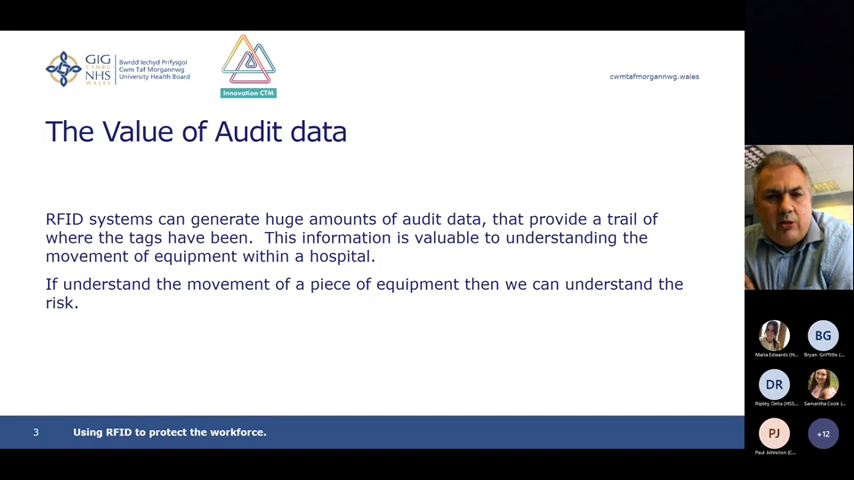 GIG
CYMRU
NHS
WALES
Bwrdd Iechyd Prifysgol
Cwm Taf Morgannwg
University Health Board
Innovation CTM
cwmtafmorgannwg.wales
The Value of Audit data
RFID systems can generate huge amounts of audit data, that provide a trail of
where the tags have been. This information is valuable to understanding the
movement of equipment within a hospital.
If understand the movement of a piece of equipment then we can understand the
risk.
3 Using RFID to protect the workforce.
BG
Maria Edwards (H... Bryan Griffiths (...
DR
Ripley, Delia (HSS... Samantha Cook (...
PJ +12
Paul Johnston (C...